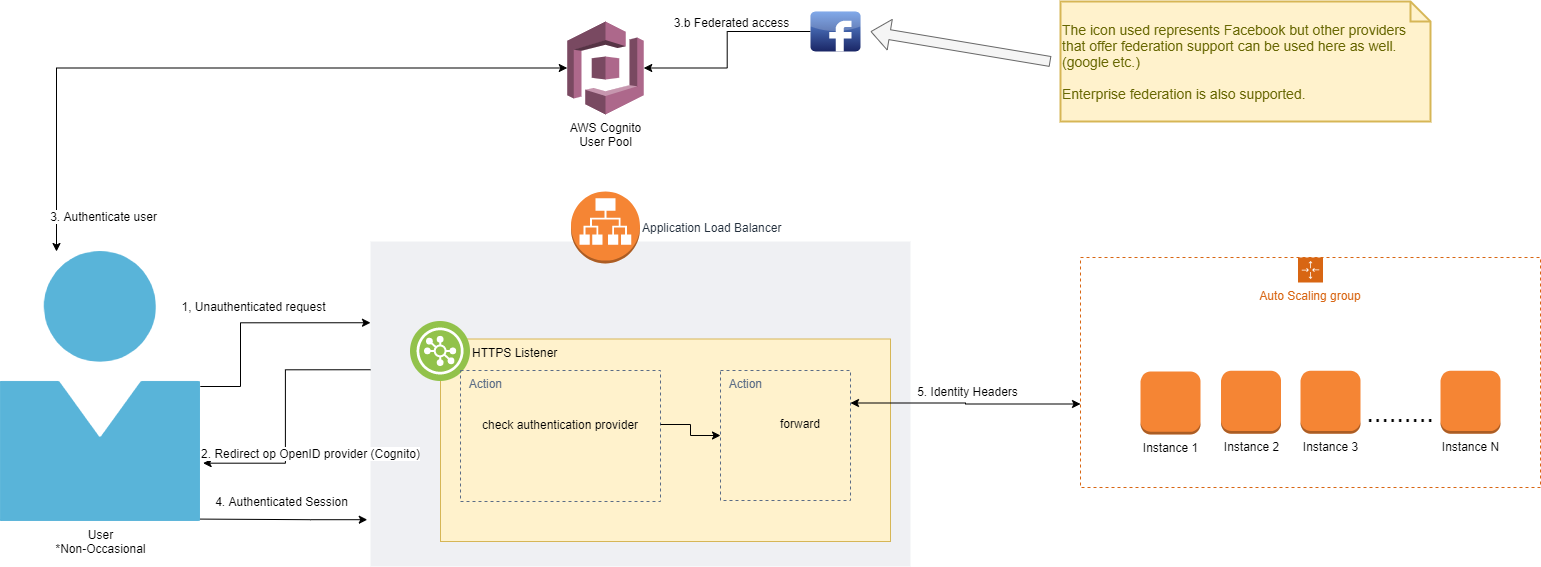 3.b Federated access
The icon used represents Facebook but other providers
that offer federation support can be used here as well.
(google etc.)
Enterprise federation is also supported.
AWS Cognito
User Pool
3. Authenticate user
Application Load Balancer
1, Unauthenticated request
HTTPS Listener
Action
check authentication provider
Action
forward
2. Redirect op OpenID provider (Cognito)
4. Authenticated Session
User
*Non-Occasional
5. Identity Headers
Auto Scaling group
Instance 1
Instance 2
Instance 3
.........
Instance N